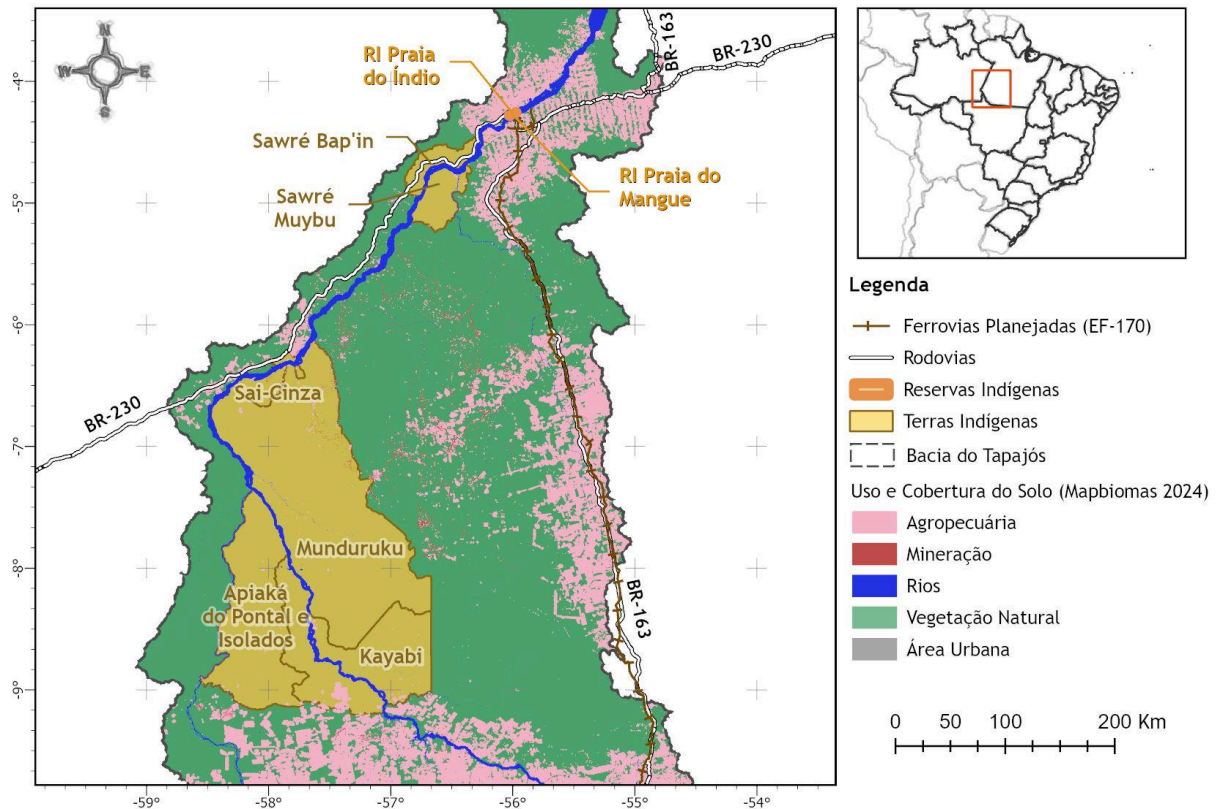 N
W
E
S
BR-163
BR-230
RI Praia
do Índio
Sawré Bap'in
Sawré
Muybu
RI Praia do
Mangue
Sai-Cinza
BR-230
Munduruku
Apiaká
do Pontal e
Isolados
Kayabi
BR-163
-4
-5
-6
-7
-8
-9
-59
-58
-57
-56
-55
-54
Legenda
Ferrovias Planejadas (EF-170)
Rodovias
Reservas Indígenas
Terras Indígenas
Bacia do Tapajós
Uso e Cobertura do Solo (Mapbiomas 2024)
Agropecuária
Mineração
Rios
Vegetação Natural
Área Urbana
0 50 100 200 Km